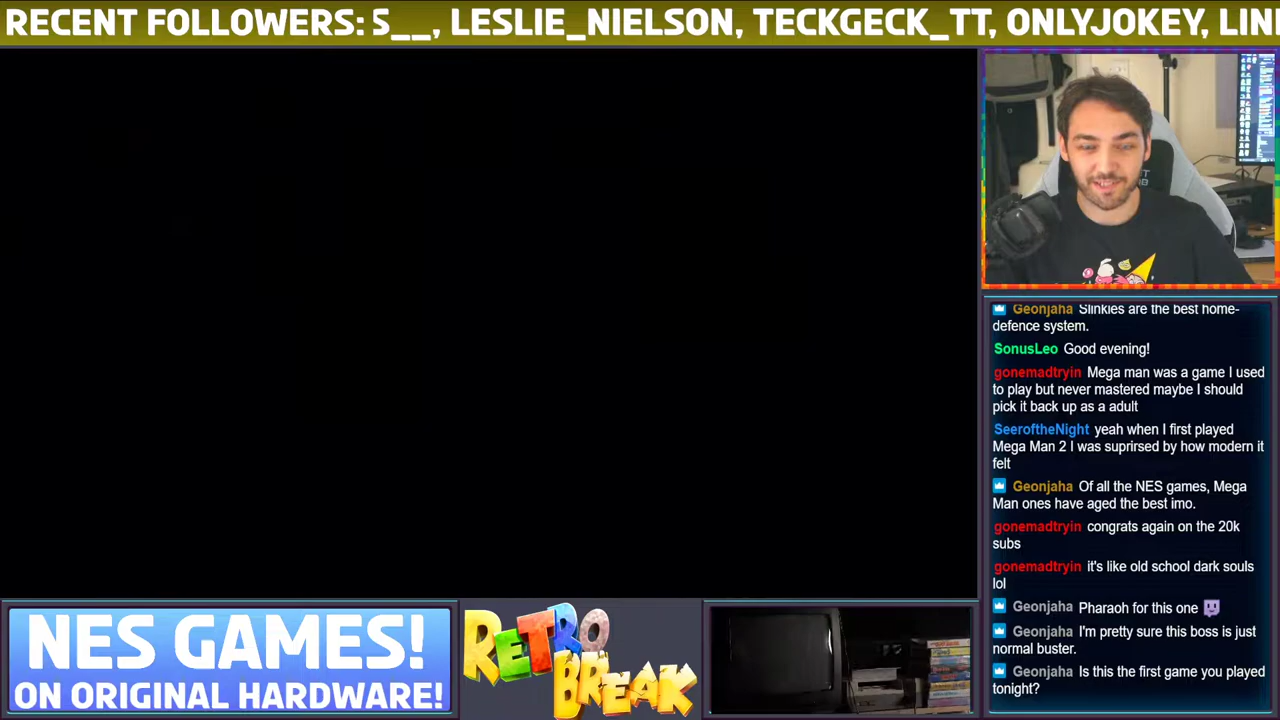 RECENT FOLLOWERS: S__, LESLIE_NIELSON, TECKGECK_TT, ONLYJOKEY, LIN
Geonjaha Slinkies are the best home-
defence system.
SonusLeo Good evening!
gonemadtryin Mega man was a game I used
to play but never mastered maybe I should
pick it back up as a adult
SeeroftheNight yeah when I first played
Mega Man 2 I was suprirsed by how modern it
felt
Geonjaha Of all the NES games, Mega
Man ones have aged the best imo.
gonemadtryin congrats again on the 20k
subs
gonemadtryin it's like old school dark souls
lol
Geonjaha Pharaoh for this one
Geonjaha I'm pretty sure this boss is just
normal buster.
Geonjaha Is this the first game you played
tonight?
NES GAMES!
ON ORIGINAL HARDWARE!
RETRO
BREAK